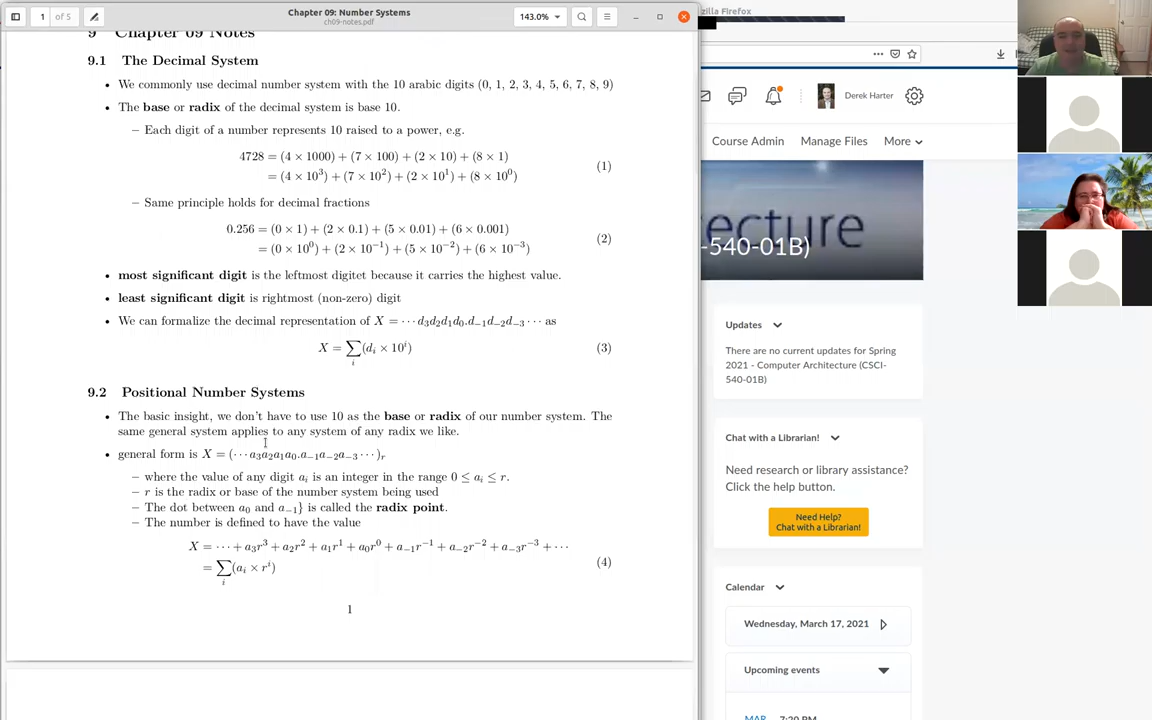 1 of 5
Chapter 09: Number Systems
ch09-notes.pdf
143.0%
9 Chapter 09 Notes
9.1 The Decimal System
• We commonly use decimal number system with the 10 arabic digits (0, 1, 2, 3, 4, 5, 6, 7, 8, 9)
• The base or radix of the decimal system is base 10.
– Each digit of a number represents 10 raised to a power, e.g.
4728 = (4 × 1000) + (7 × 100) + (2 × 10) + (8 × 1)
= (4 × 10³) + (7 × 10²) + (2 × 10¹) + (8 × 10⁰)
(1)
– Same principle holds for decimal fractions
0.256 = (0 × 1) + (2 × 0.1) + (5 × 0.01) + (6 × 0.001)
= (0 × 10⁰) + (2 × 10⁻¹) + (5 × 10⁻²) + (6 × 10⁻³)
(2)
• most significant digit is the leftmost digitet because it carries the highest value.
• least significant digit is rightmost (non-zero) digit
• We can formalize the decimal representation of X = ··· d₃d₂d₁d₀.d₋₁d₋₂d₋₃ ··· as
X = ∑ᵢ (dᵢ × 10ⁱ) (3)
9.2 Positional Number Systems
• The basic insight, we don't have to use 10 as the base or radix of our number system. The
same general system applies to any system of any radix we like.
• general form is X = (··· a₃a₂a₁a₀.a₋₁a₋₂a₋₃ ···)ᵣ
– where the value of any digit aᵢ is an integer in the range 0 ≤ aᵢ ≤ r.
– r is the radix or base of the number system being used
– The dot between a₀ and a₋₁} is called the radix point.
– The number is defined to have the value
X = ··· + a₃r³ + a₂r² + a₁r¹ + a₀r⁰ + a₋₁r⁻¹ + a₋₂r⁻² + a₋₃r⁻³ + ···
= ∑ᵢ (aᵢ × rⁱ)
(4)
1
zilla Firefox
Derek Harter
Course Admin Manage Files More
ecture
-540-01B)
Updates
There are no current updates for Spring
2021 - Computer Architecture (CSCI-
540-01B)
Chat with a Librarian!
Need research or library assistance?
Click the help button.
Need Help?
Chat with a Librarian!
Calendar
Wednesday, March 17, 2021
Upcoming events
MAR 7:20 PM